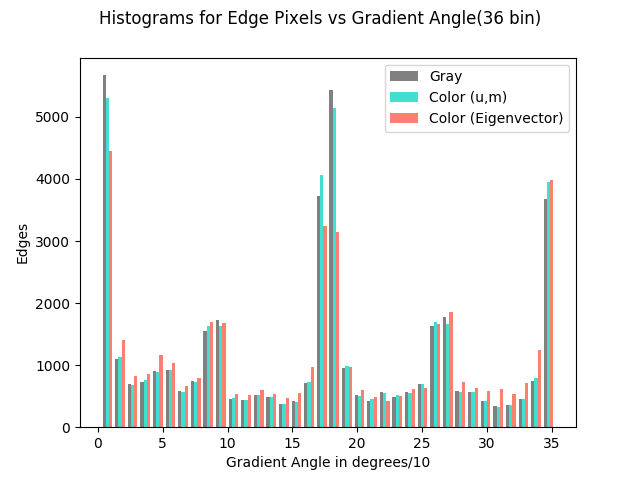 Histograms for Edge Pixels vs Gradient Angle(36 bin)
Gray
Color (u,m)
Color (Eigenvector)
Edges
5000
4000
3000
2000
1000
0
0 5 10 15 20 25 30 35
Gradient Angle in degrees/10